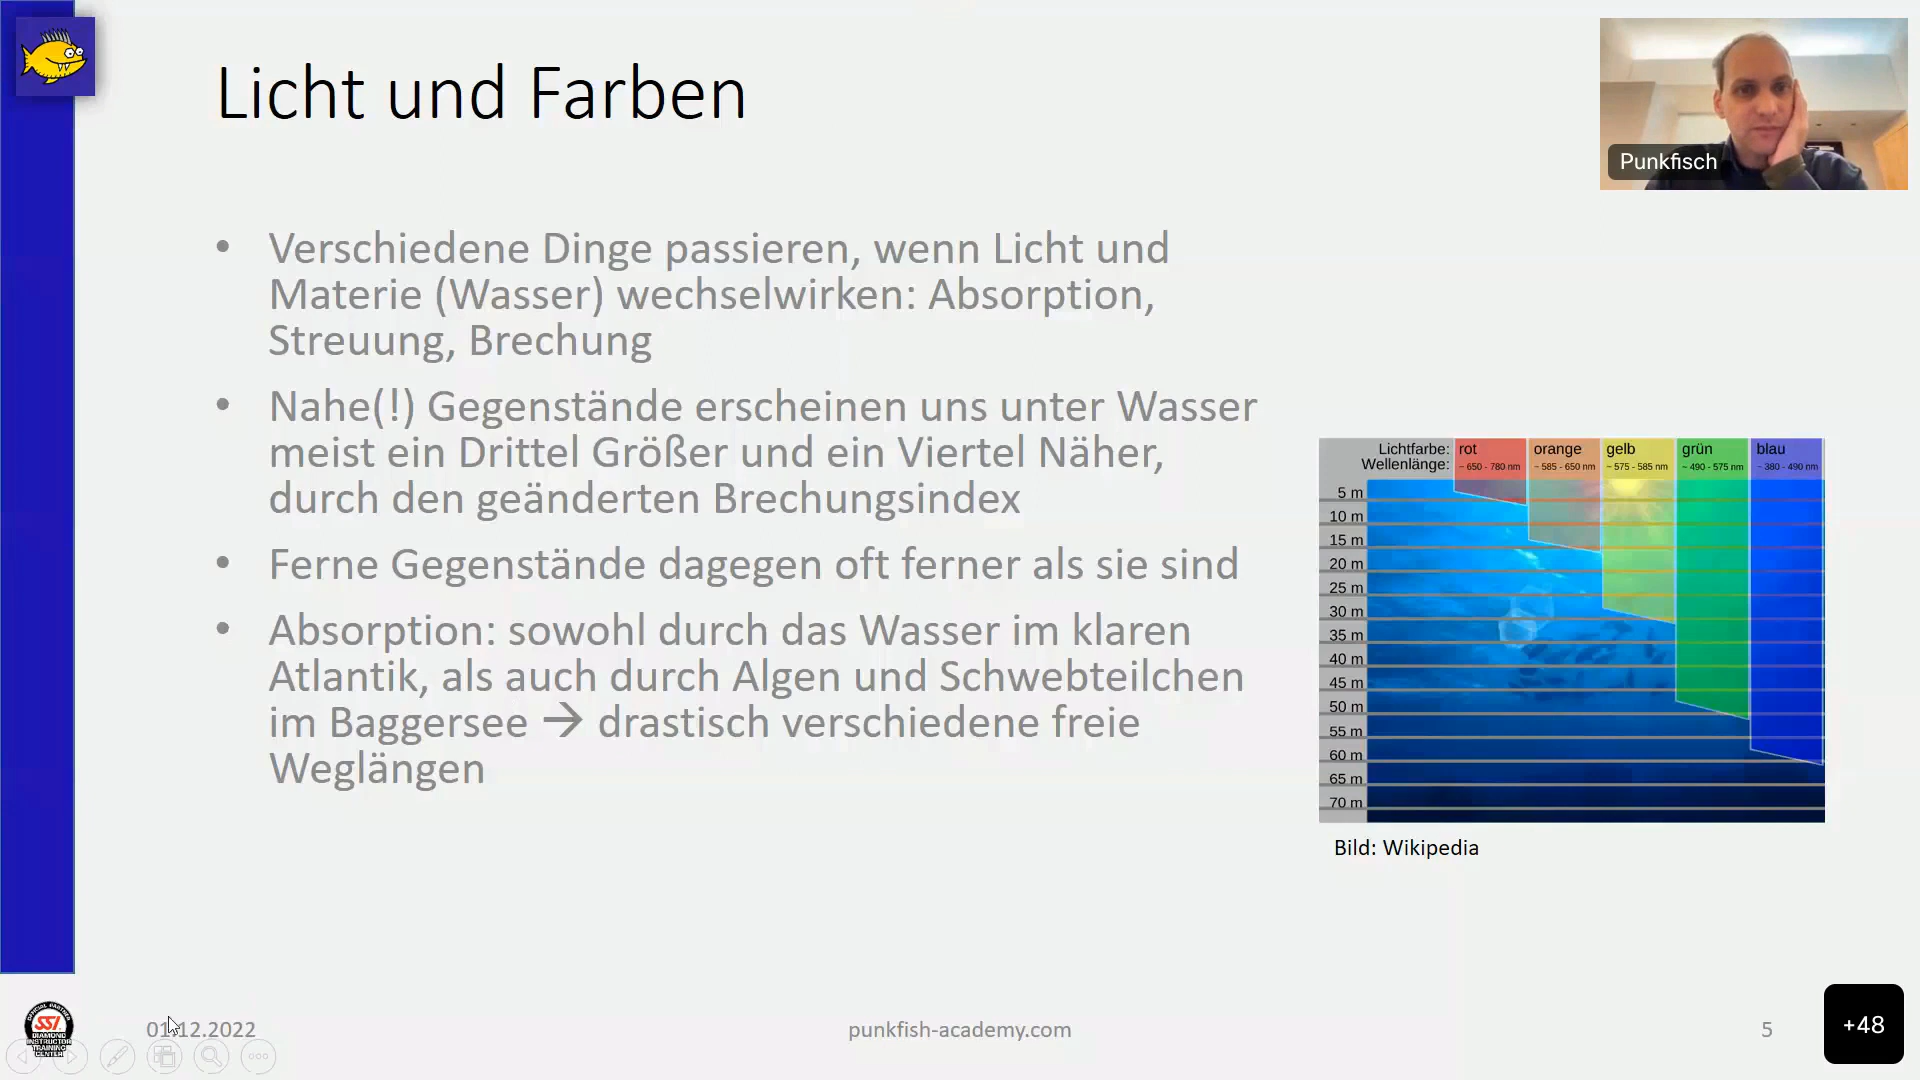 Licht und Farben
Punkfisch
• Verschiedene Dinge passieren, wenn Licht und
Materie (Wasser) wechselwirken: Absorption,
Streuung, Brechung
• Nahe(!) Gegenstände erscheinen uns unter Wasser
meist ein Drittel Größer und ein Viertel Näher,
durch den geänderten Brechungsindex
• Ferne Gegenstände dagegen oft ferner als sie sind
• Absorption: sowohl durch das Wasser im klaren
Atlantik, als auch durch Algen und Schwebteilchen
im Baggersee → drastisch verschiedene freie
Weglängen
Lichtfarbe: rot orange gelb grün blau
Wellenlänge: ~ 650 - 780 nm ~ 585 - 650 nm ~ 575 - 585 nm ~ 490 - 575 nm ~ 380 - 490 nm
5 m
10 m
15 m
20 m
25 m
30 m
35 m
40 m
45 m
50 m
55 m
60 m
65 m
70 m
Bild: Wikipedia
SSI
DIAMOND
INSTRUCTOR
TRAINING
CENTER
01.12.2022
punkfish-academy.com
5
+48